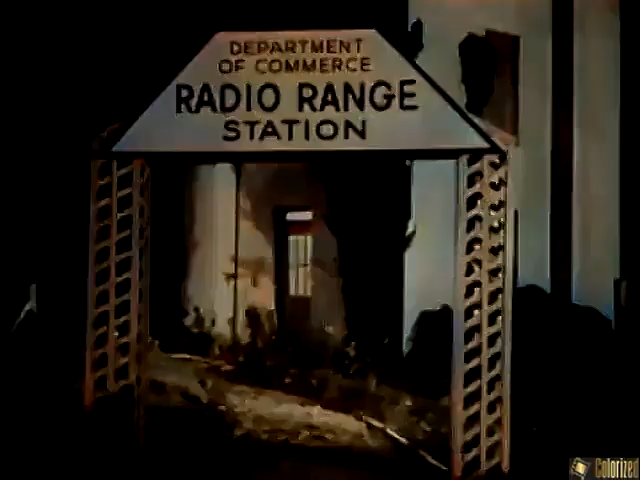 DEPARTMENT
OF COMMERCE
RADIO RANGE
STATION
Colorized